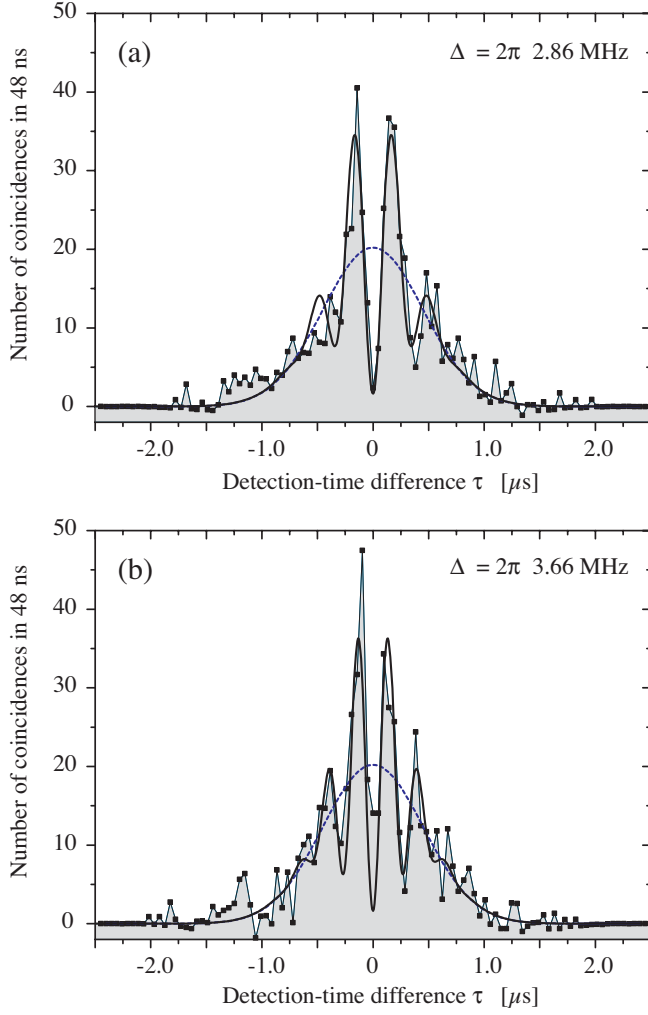 50
(a)
Δ = 2π 2.86 MHz
40
30
20
10
0
Number of coincidences in 48 ns
-2.0 -1.0 0 1.0 2.0
Detection-time difference τ [μs]
50
(b)
Δ = 2π 3.66 MHz
40
30
20
10
0
Number of coincidences in 48 ns
-2.0 -1.0 0 1.0 2.0
Detection-time difference τ [μs]